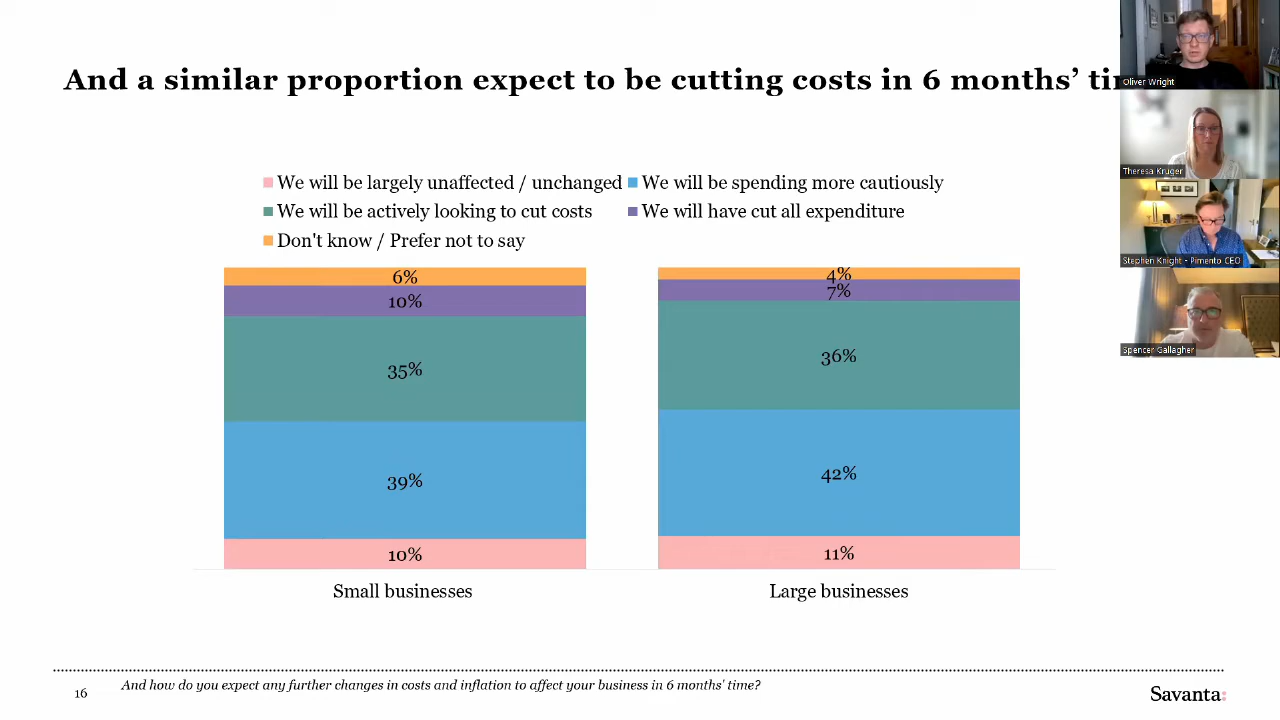 And a similar proportion expect to be cutting costs in 6 months’
We will be largely unaffected / unchanged
We will be spending more cautiously
We will be actively looking to cut costs
We will have cut all expenditure
Don't know / Prefer not to say
6%
10%
35%
39%
10%
4%
7%
36%
42%
11%
Small businesses
Large businesses
16
And how do you expect any further changes in costs and inflation to affect your business in 6 months’ time?
Savanta:
Oliver Wright
Theresa Kruger
Stephen Knight - Pimento CEO
Spencer Gallagher